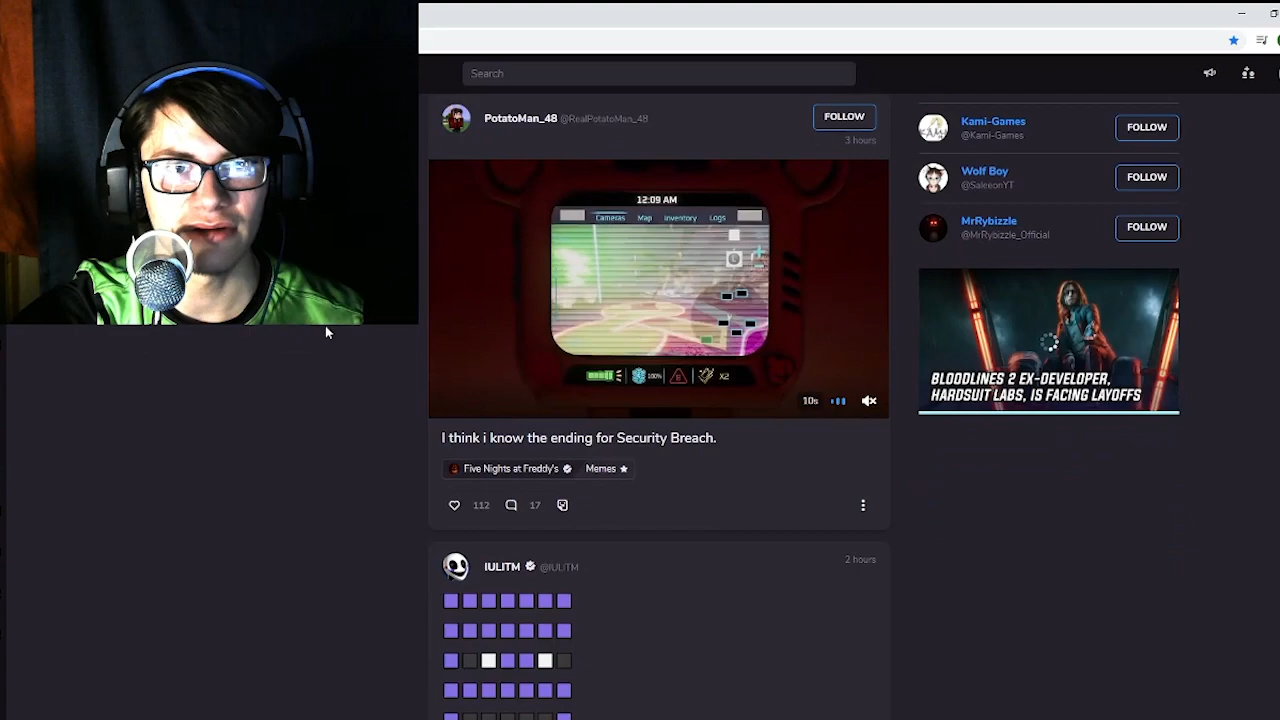 Search
PotatoMan_48 @RealPotatoMan_48
FOLLOW
3 hours
12:09 AM
Cameras Map Inventory Logs
100%
X2
10s
I think i know the ending for Security Breach.
Five Nights at Freddy's Memes
112 17
IULITM @IULITM
2 hours
Kami-Games
@Kami-Games
FOLLOW
Wolf Boy
@SaleeonYT
FOLLOW
MrRybizzle
@MrRybizzle_Official
FOLLOW
BLOODLINES 2 EX-DEVELOPER,
HARDSUIT LABS, IS FACING LAYOFFS